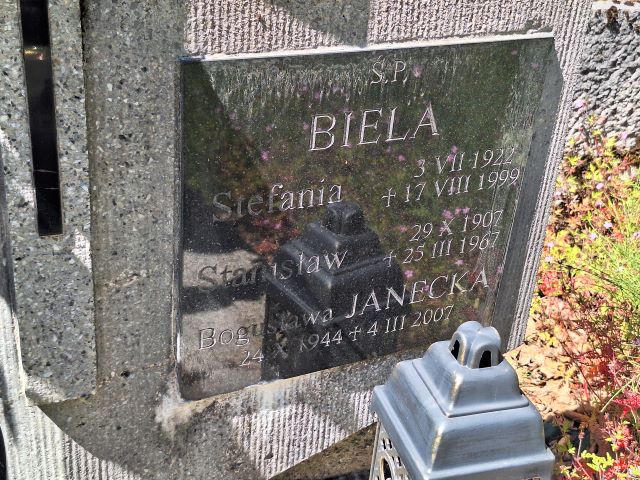 Ś.P.
BIELA
Stefania 3 VII 1922
+ 17 VIII 1999
Stanisław 29 X 1907
+ 25 III 1967
Bogusława JANECKA
24 X 1944 + 4 III 2007